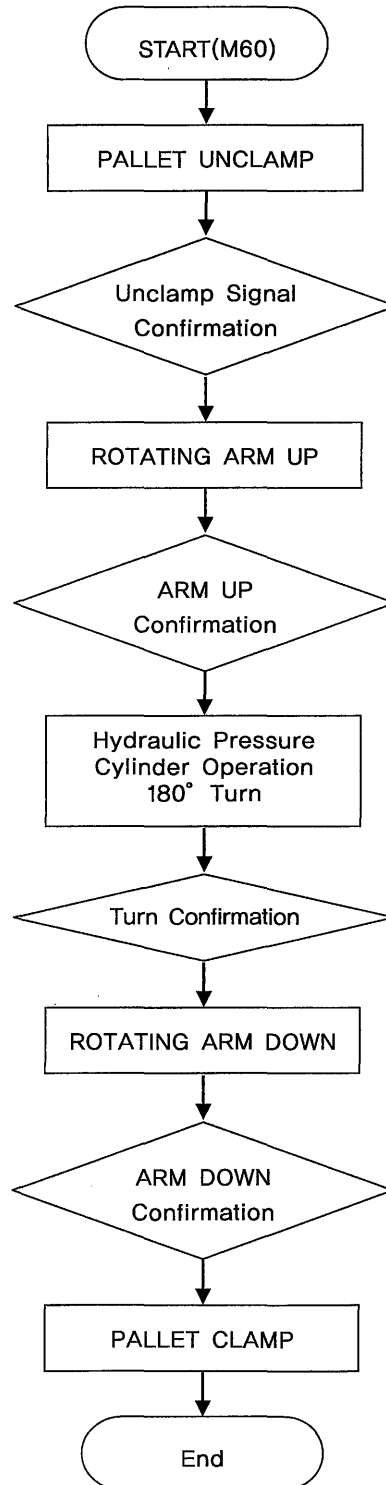 START(M60)
PALLET UNCLAMP
Unclamp Signal
Confirmation
ROTATING ARM UP
ARM UP
Confirmation
Hydraulic Pressure
Cylinder Operation
180° Turn
Turn Confirmation
ROTATING ARM DOWN
ARM DOWN
Confirmation
PALLET CLAMP
End